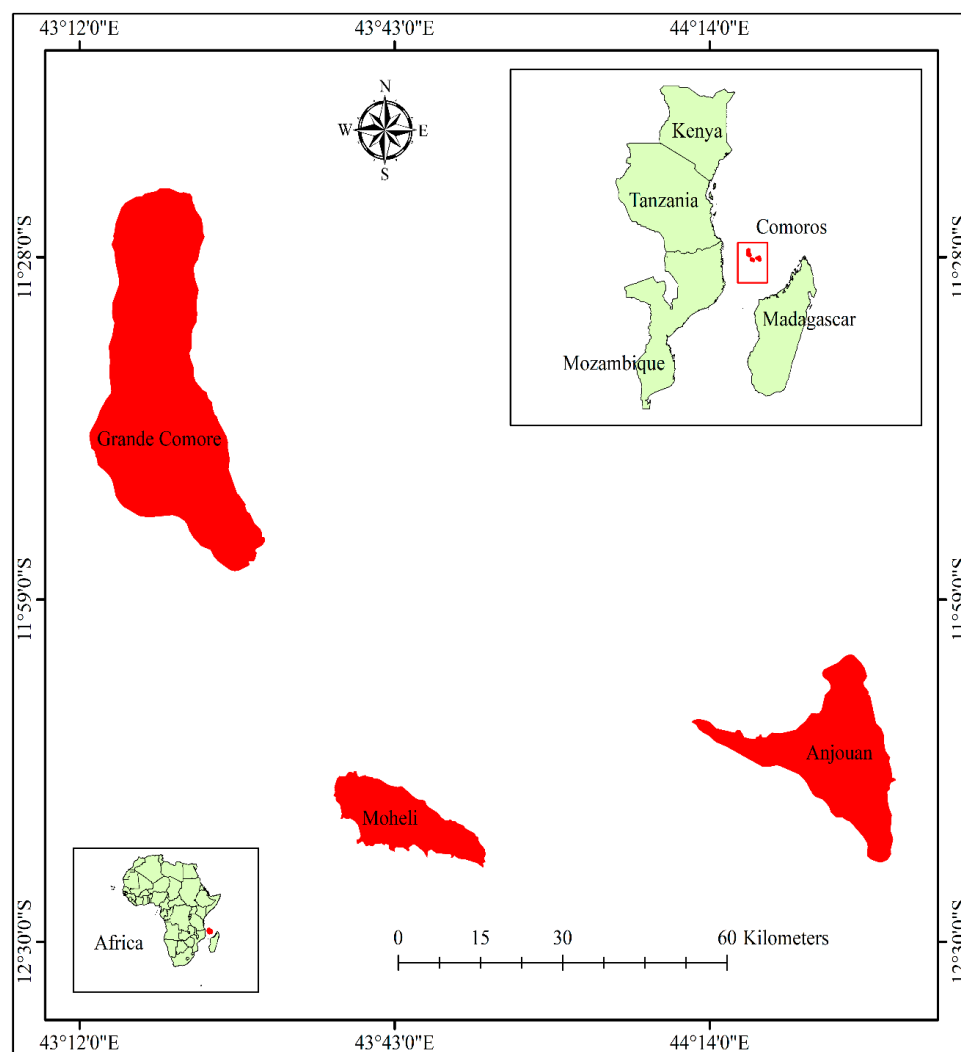 43°12'0"E 43°43'0"E 44°14'0"E
N
W E
S
Kenya
Tanzania
Comoros
Madagascar
Mozambique
11°28'0"S 11°28'0"S
Grande Comore
11°59'0"S 11°59'0"S
Anjouan
Moheli
Africa
0 15 30 60 Kilometers
12°30'0"S 12°30'0"S
43°12'0"E 43°43'0"E 44°14'0"E